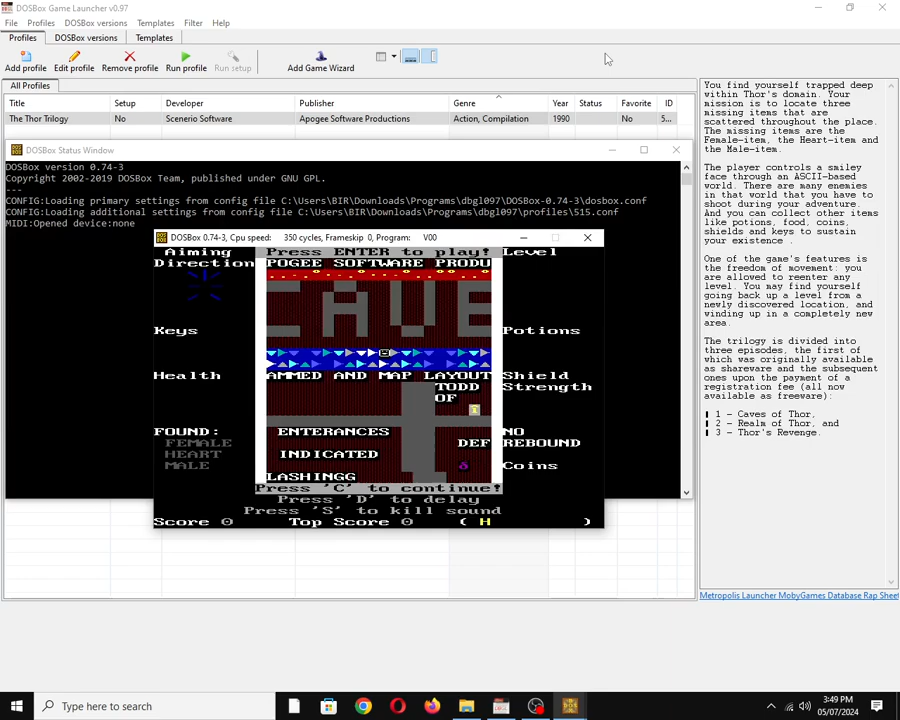 DOSBox Game Launcher v0.97
File Profiles DOSBox versions Templates Filter Help
Profiles DOSBox versions Templates
Add profile Edit profile Remove profile Run profile Run setup Add Game Wizard
All Profiles
Title Setup Developer Publisher Genre Year Status Favorite ID
The Thor Trilogy No Scenerio Software Apogee Software Productions Action, Compilation 1990 No 5...
DOSBox Status Window
DOSBox version 0.74-3
Copyright 2002-2019 DOSBox Team, published under GNU GPL.
---
CONFIG:Loading primary settings from config file C:\Users\BIR\Downloads\Programs\dbgl097\DOSBox-0.74-3\dosbox.conf
CONFIG:Loading additional settings from config file C:\Users\BIR\Downloads\Programs\dbgl097\profiles\515.conf
MIDI:Opened device:none
DOSBox 0.74-3, Cpu speed: 350 cycles, Frameskip 0, Program: V00
Aiming Press ENTER to play! Level
Direction POGEE SOFTWARE PRODU
CAVE
Keys Potions
Health AMMED AND MAP LAYOUT Shield
TODD Strength
OF
FOUND: ENTERANCES NO
FEMALE DEF REBOUND
HEART INDICATED
MALE δ Coins
LASHINGG
Press 'C' to continue!
Press 'D' to delay
Press 'S' to kill sound
Score 0 Top Score 0 ( H )
You find yourself trapped deep
within Thor's domain. Your
mission is to locate three
missing items that are
scattered throughout the place.
The missing items are the
Female-item, the Heart-item and
the Male-item.
The player controls a smiley
face through an ASCII-based
world. There are many enemies
in that world that you have to
shoot during your adventure.
And you can collect other items
like potions, food, coins,
shields and keys to sustain
your existence .
One of the game's features is
the freedom of movement: you
are allowed to reenter any
level. You may find yourself
going back up a level from a
newly discovered location, and
winding up in a completely new
area.
The trilogy is divided into
three episodes, the first of
which was originally available
as shareware and the subsequent
ones upon the payment of a
registration fee (all now
available as freeware):
1 – Caves of Thor,
2 – Realm of Thor, and
3 – Thor's Revenge.
Metropolis Launcher MobyGames Database Rap Shee
Type here to search
3:49 PM
05/07/2024